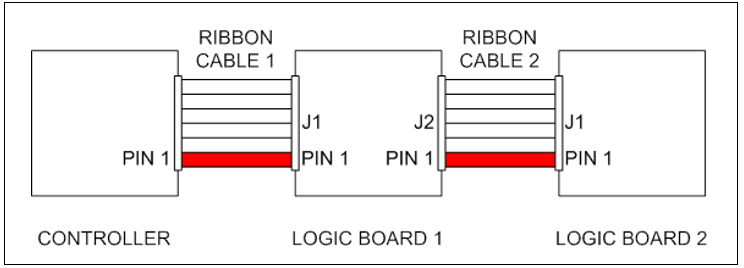 RIBBON
CABLE 1
RIBBON
CABLE 2
J1
J2
J1
PIN 1
PIN 1
PIN 1
PIN 1
CONTROLLER
LOGIC BOARD 1
LOGIC BOARD 2